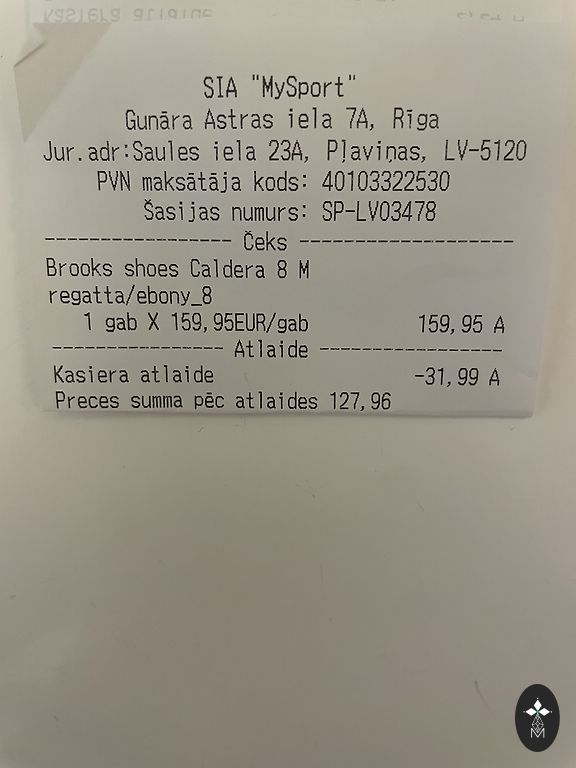 SIA "MySport"
Gunāra Astras iela 7A, Rīga
Jur.adr:Saules iela 23A, Pļaviņas, LV-5120
PVN maksātāja kods: 40103322530
Šasijas numurs: SP-LV03478
----------------- Čeks --------------------
Brooks shoes Caldera 8 M
regatta/ebony_8
1 gab X 159,95EUR/gab 159,95 A
---------------- Atlaide -----------------
Kasiera atlaide -31,99 A
Preces summa pēc atlaides 127,96
M